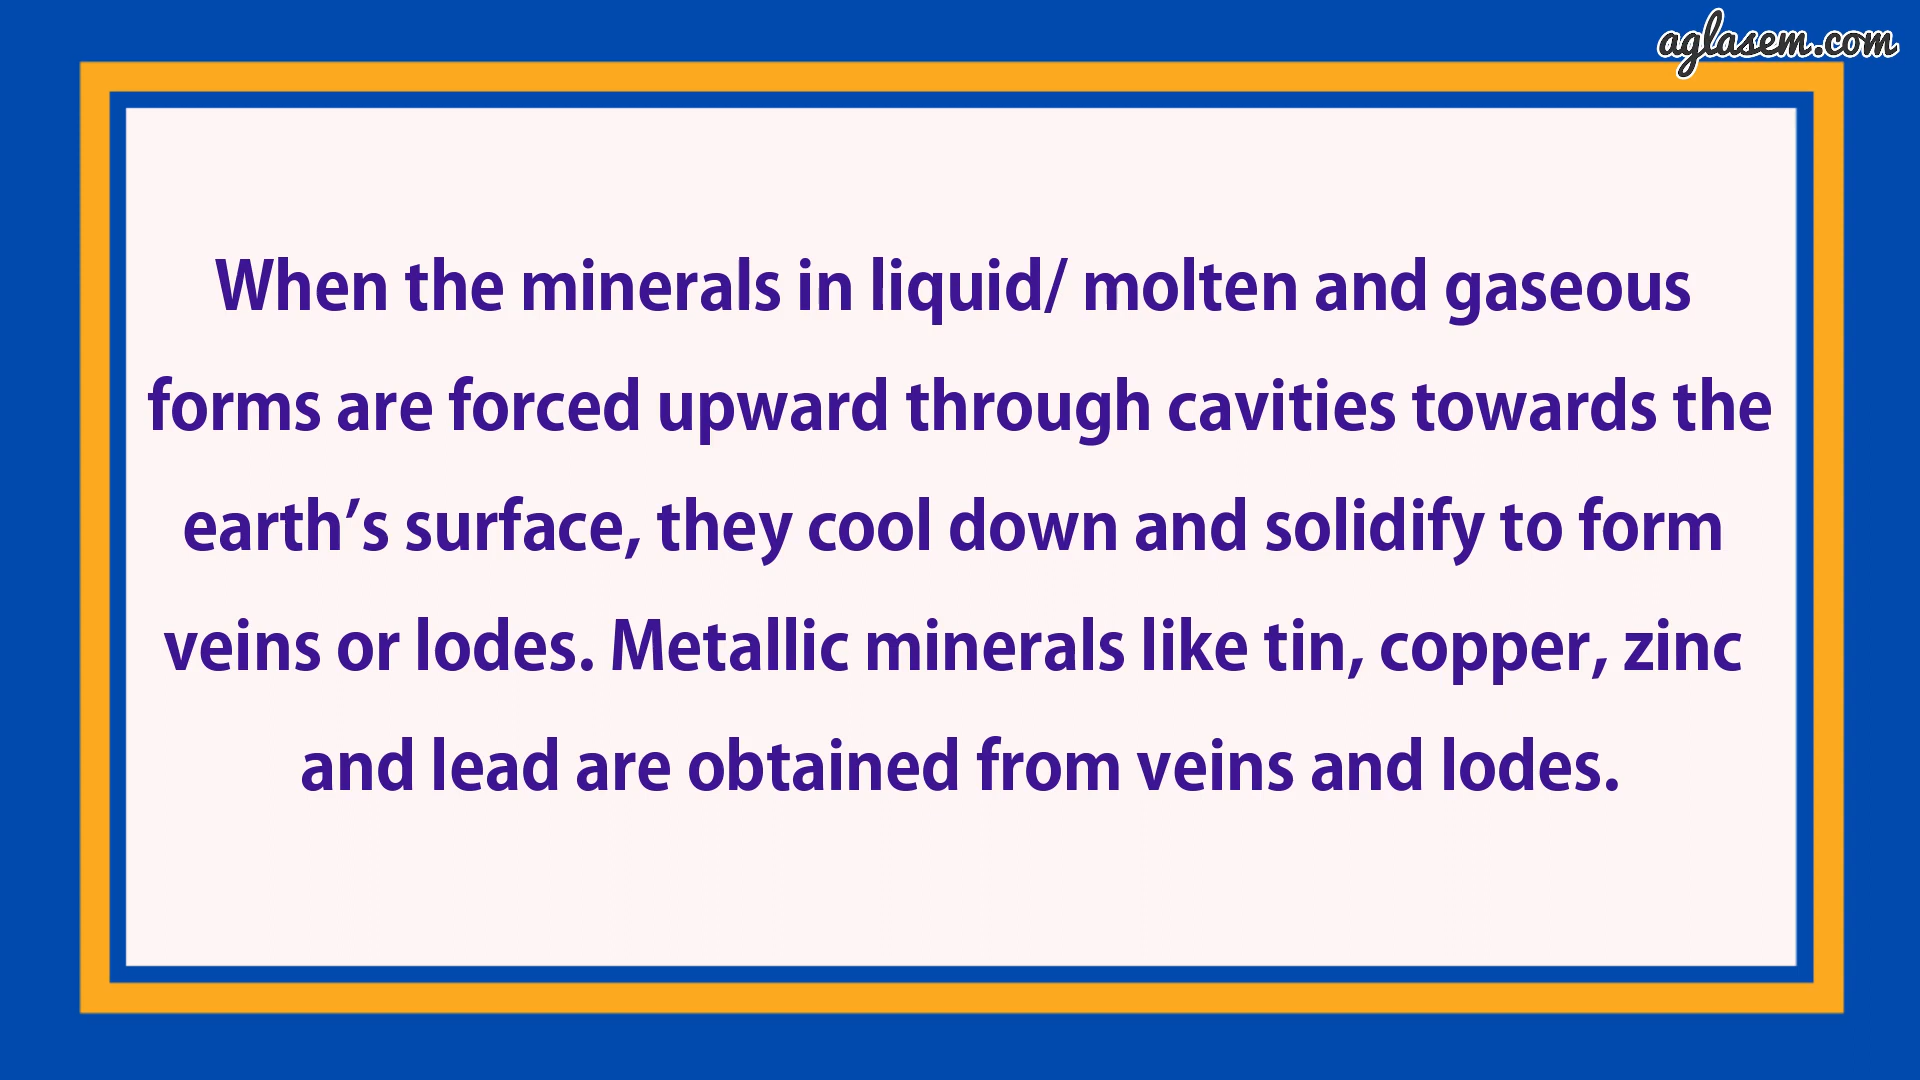 aglasem.com
When the minerals in liquid/ molten and gaseous
forms are forced upward through cavities towards the
earth’s surface, they cool down and solidify to form
veins or lodes. Metallic minerals like tin, copper, zinc
and lead are obtained from veins and lodes.